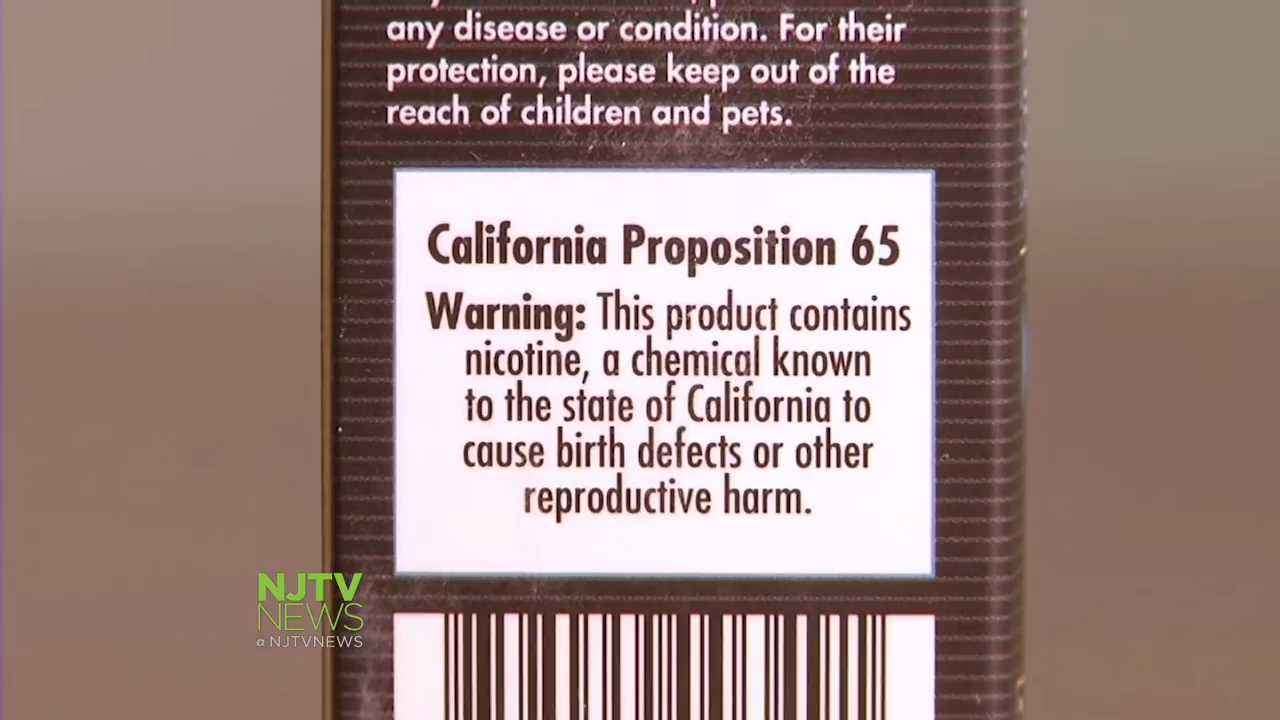 any disease or condition. For their
protection, please keep out of the
reach of children and pets.
California Proposition 65
Warning: This product contains
nicotine, a chemical known
to the state of California to
cause birth defects or other
reproductive harm.
NJTV
NEWS
@NJTVNEWS